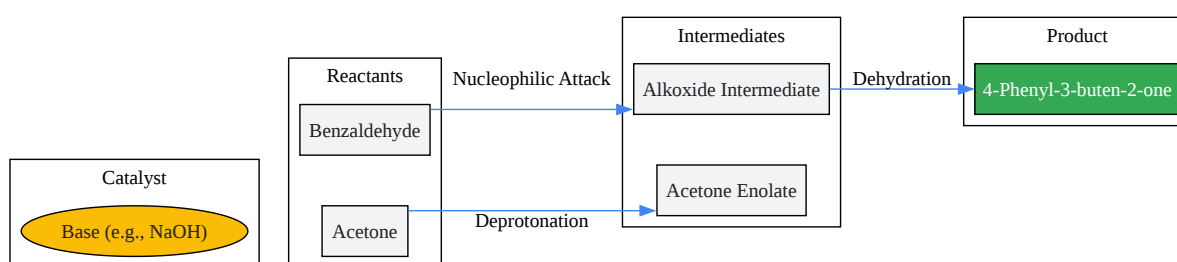 Catalyst
Base (e.g., NaOH)
Reactants
Benzaldehyde
Acetone
Nucleophilic Attack
Deprotonation
Intermediates
Alkoxide Intermediate
Acetone Enolate
Dehydration
Product
4-Phenyl-3-buten-2-one